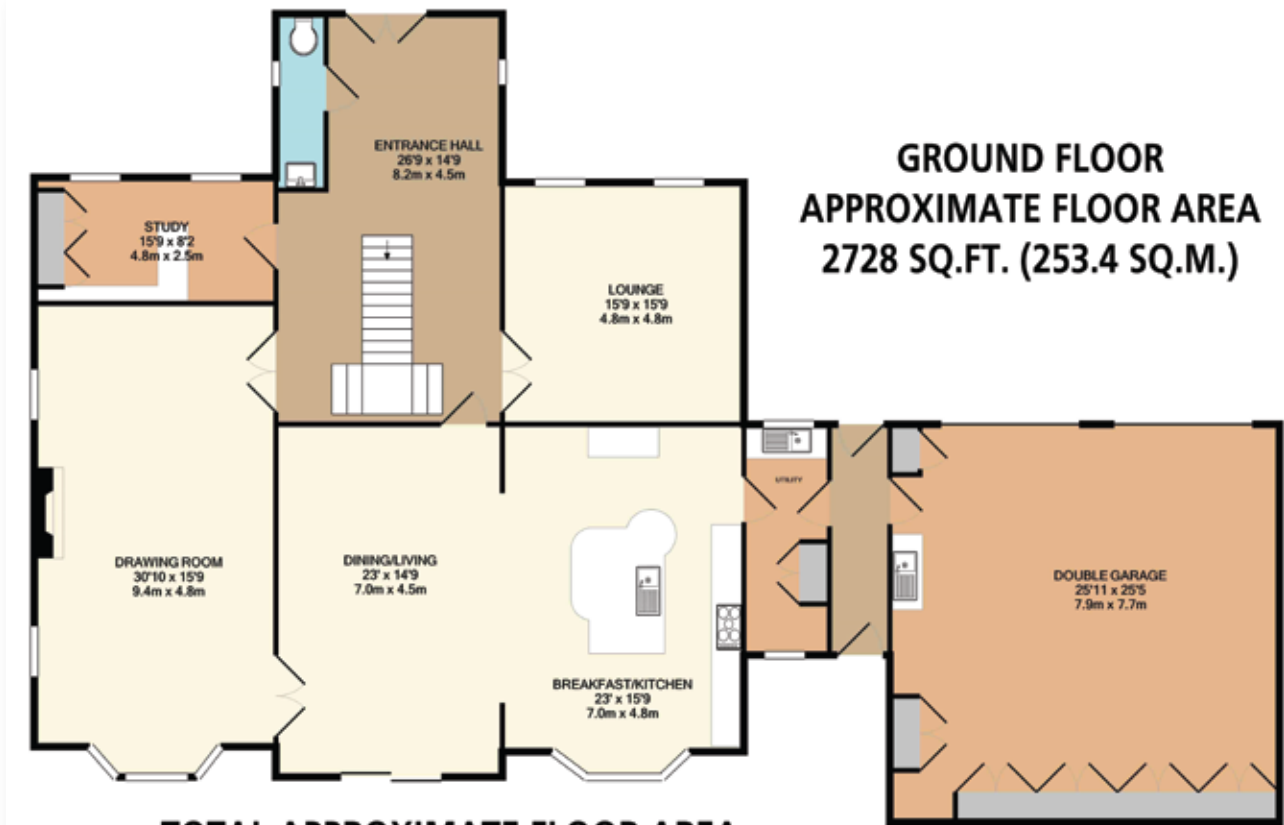 ENTRANCE HALL
26'9 x 14'9
8.2m x 4.5m
GROUND FLOOR
APPROXIMATE FLOOR AREA
2728 SQ.FT. (253.4 SQ.M.)
STUDY
15'9 x 8'2
4.8m x 2.5m
LOUNGE
15'9 x 15'9
4.8m x 4.8m
UTILITY
DRAWING ROOM
30'10 x 15'9
9.4m x 4.8m
DINING/LIVING
23' x 14'9
7.0m x 4.5m
DOUBLE GARAGE
25'11 x 25'5
7.9m x 7.7m
BREAKFAST/KITCHEN
23' x 15'9
7.0m x 4.8m
TOTAL APPROXIMATE FLOOR AREA